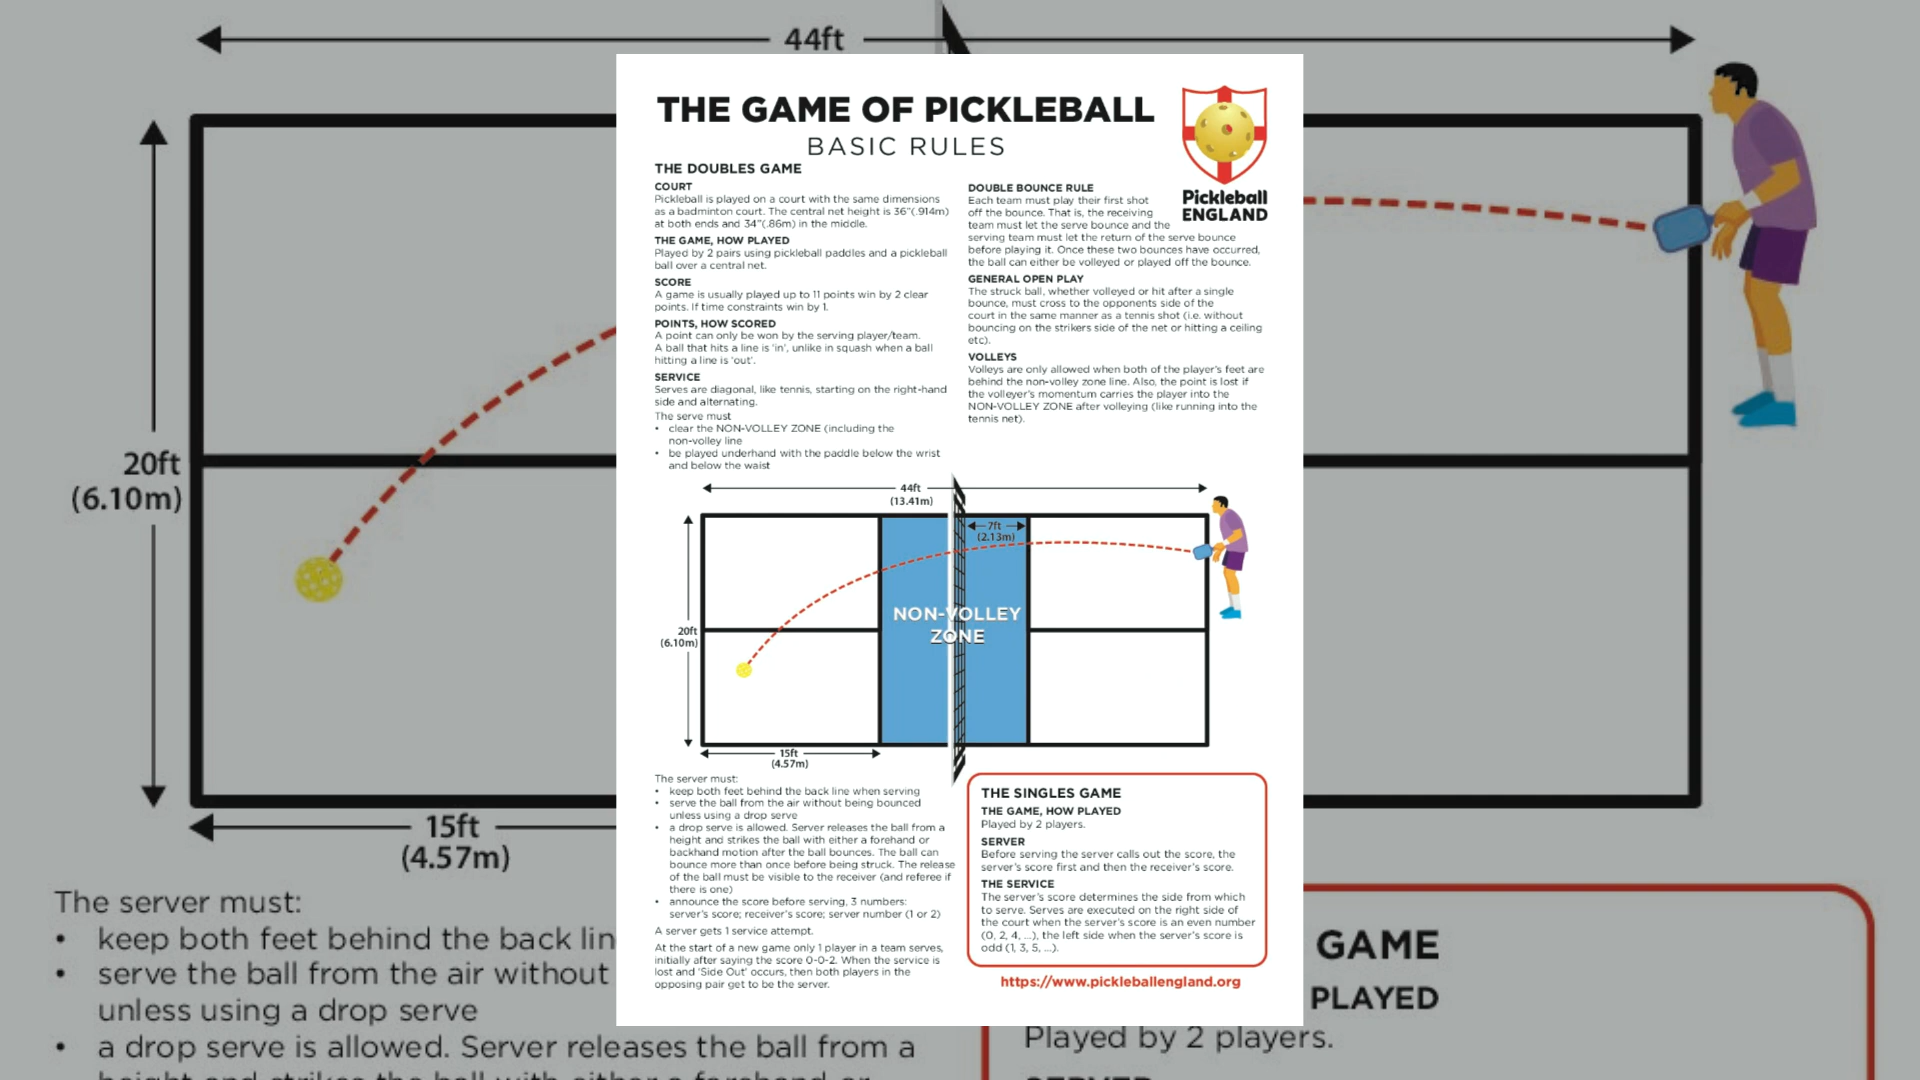 44ft
THE GAME OF PICKLEBALL
BASIC RULES
Pickleball
ENGLAND
THE DOUBLES GAME
COURT
Pickleball is played on a court with the same dimensions
as a badminton court. The central net height is 36"(.914m)
at both ends and 34"(.86m) in the middle.
THE GAME, HOW PLAYED
Played by 2 pairs using pickleball paddles and a pickleball
ball over a central net.
SCORE
A game is usually played up to 11 points win by 2 clear
points. If time constraints win by 1.
POINTS, HOW SCORED
A point can only be won by the serving player/team.
A ball that hits a line is 'in', unlike in squash when a ball
hitting a line is 'out'.
SERVICE
Serves are diagonal, like tennis, starting on the right-hand
side and alternating.
The serve must
• clear the NON-VOLLEY ZONE (including the
non-volley line
• be played underhand with the paddle below the wrist
and below the waist
DOUBLE BOUNCE RULE
Each team must play their first shot
off the bounce. That is, the receiving
team must let the serve bounce and the
serving team must let the return of the serve bounce
before playing it. Once these two bounces have occurred,
the ball can either be volleyed or played off the bounce.
GENERAL OPEN PLAY
The struck ball, whether volleyed or hit after a single
bounce, must cross to the opponents side of the
court in the same manner as a tennis shot (i.e. without
bouncing on the strikers side of the net or hitting a ceiling
etc).
VOLLEYS
Volleys are only allowed when both of the player's feet are
behind the non-volley zone line. Also, the point is lost if
the volleyer's momentum carries the player into the
NON-VOLLEY ZONE after volleying (like running into the
tennis net).
44ft
(13.41m)
7ft
(2.13m)
NON-VOLLEY
ZONE
20ft
(6.10m)
15ft
(4.57m)
The server must:
• keep both feet behind the back line when serving
• serve the ball from the air without being bounced
unless using a drop serve
• a drop serve is allowed. Server releases the ball from a
height and strikes the ball with either a forehand or
backhand motion after the ball bounces. The ball can
bounce more than once before being struck. The release
of the ball must be visible to the receiver (and referee if
there is one)
• announce the score before serving, 3 numbers:
server's score; receiver's score; server number (1 or 2)
A server gets 1 service attempt.
At the start of a new game only 1 player in a team serves,
initially after saying the score 0-0-2. When the service is
lost and 'Side Out' occurs, then both players in the
opposing pair get to be the server.
THE SINGLES GAME
THE GAME, HOW PLAYED
Played by 2 players.
SERVER
Before serving the server calls out the score, the
server's score first and then the receiver's score.
THE SERVICE
The server's score determines the side from which
to serve. Serves are executed on the right side of
the court when the server's score is an even number
(0, 2, 4, ...), the left side when the server's score is
odd (1, 3, 5, ...).
https://www.pickleballengland.org
20ft
(6.10m)
15ft
(4.57m)
The server must:
• keep both feet behind the back lin
• serve the ball from the air without
unless using a drop serve
• a drop serve is allowed. Server releases the ball from a
height and strikes the ball with either a forehand or
GAME
PLAYED
Played by 2 players.
SERVER